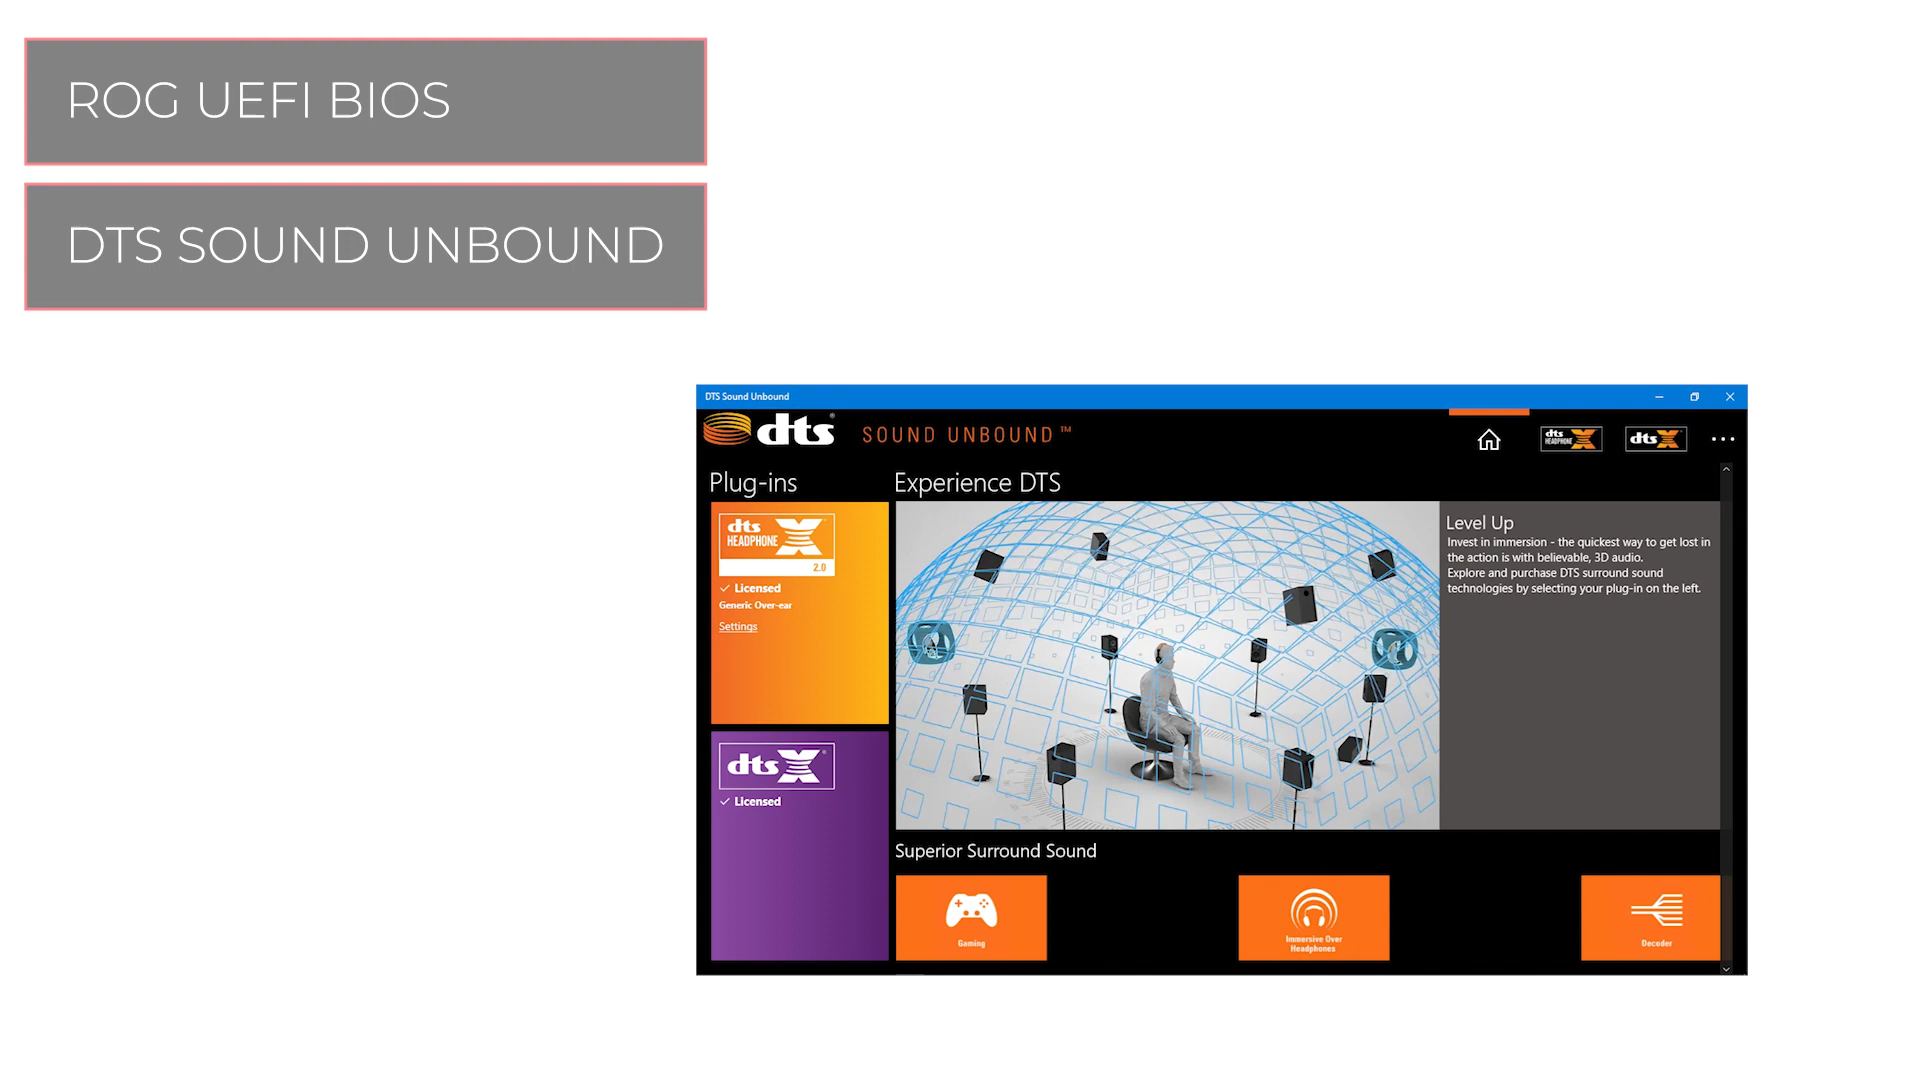 ROG UEFI BIOS
DTS SOUND UNBOUND
DTS Sound Unbound
dts® SOUND UNBOUND™
dts HEADPHONE X
dts X
Plug-ins
Experience DTS
dts HEADPHONE X
2.0
Licensed
Generic Over-ear
Settings
Level Up
Invest in immersion - the quickest way to get lost in
the action is with believable, 3D audio.
Explore and purchase DTS surround sound
technologies by selecting your plug-in on the left.
dts X
Licensed
Superior Surround Sound
Gaming
Immersive Over
Headphones
Decoder